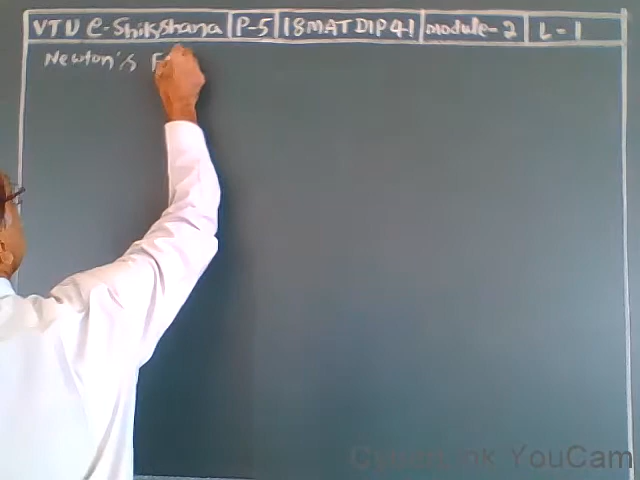 VTU e-Shikshana P-5 18MATDIP41 module-2 L-1
Newton's
CyberLink YouCam